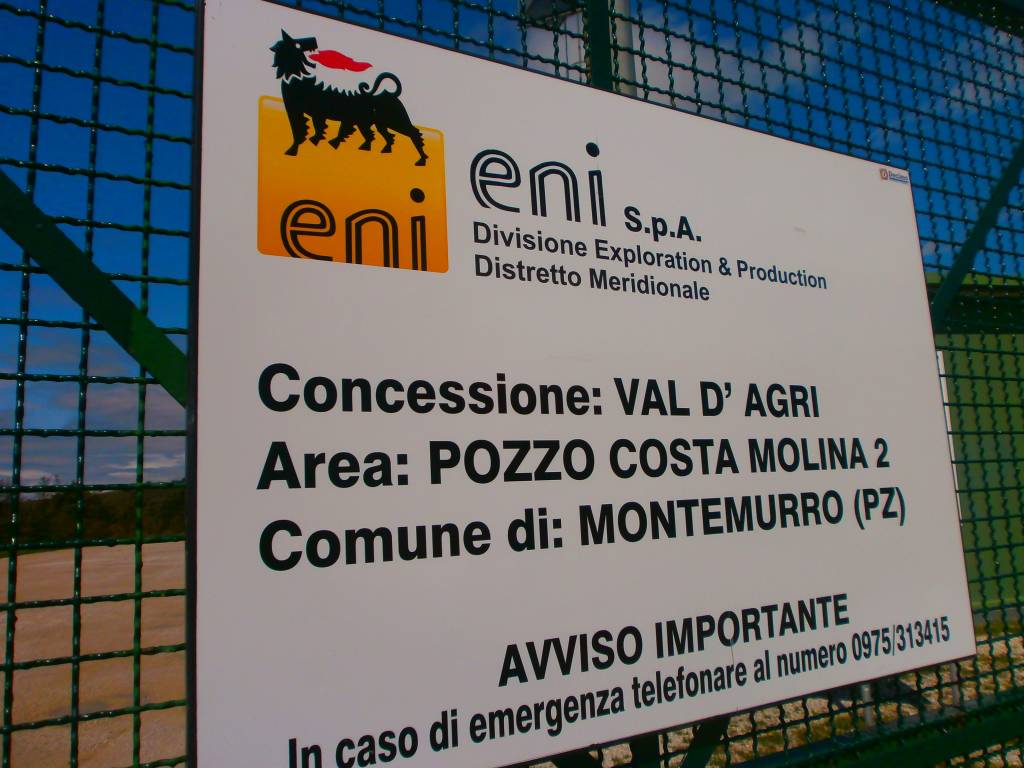 eni
eni s.p.A.
Divisione Exploration & Production
Distretto Meridionale
Concessione: VAL D' AGRI
Area: POZZO COSTA MOLINA 2
Comune di: MONTEMURRO (PZ)
AVVISO IMPORTANTE
In caso di emergenza telefonare al numero 0975/313415